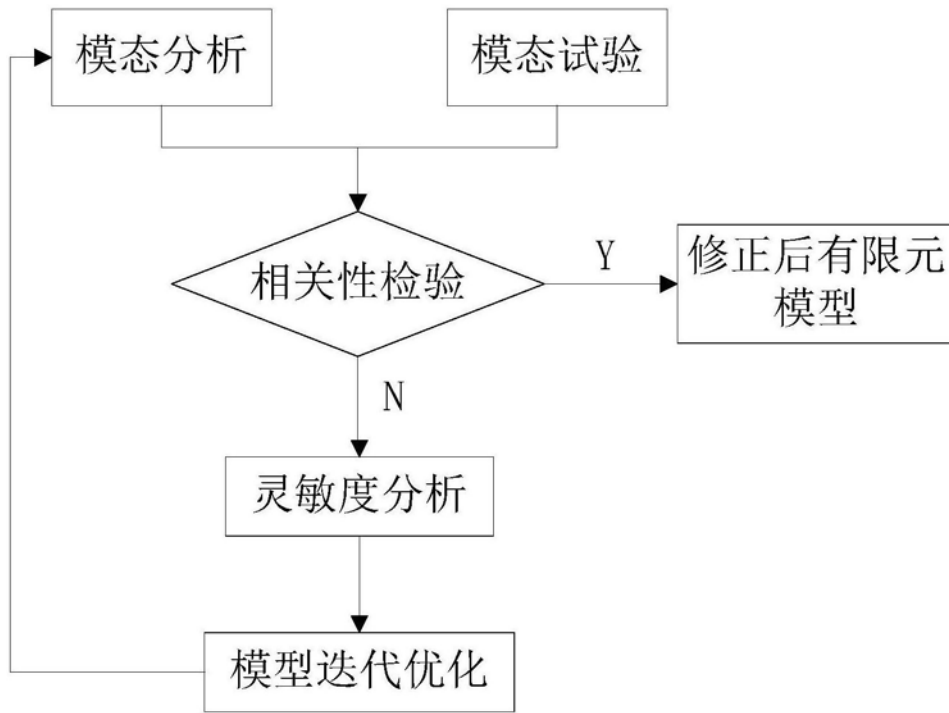 模态分析
模态试验
相关性检验
Y
修正后有限元
模型
N
灵敏度分析
模型迭代优化